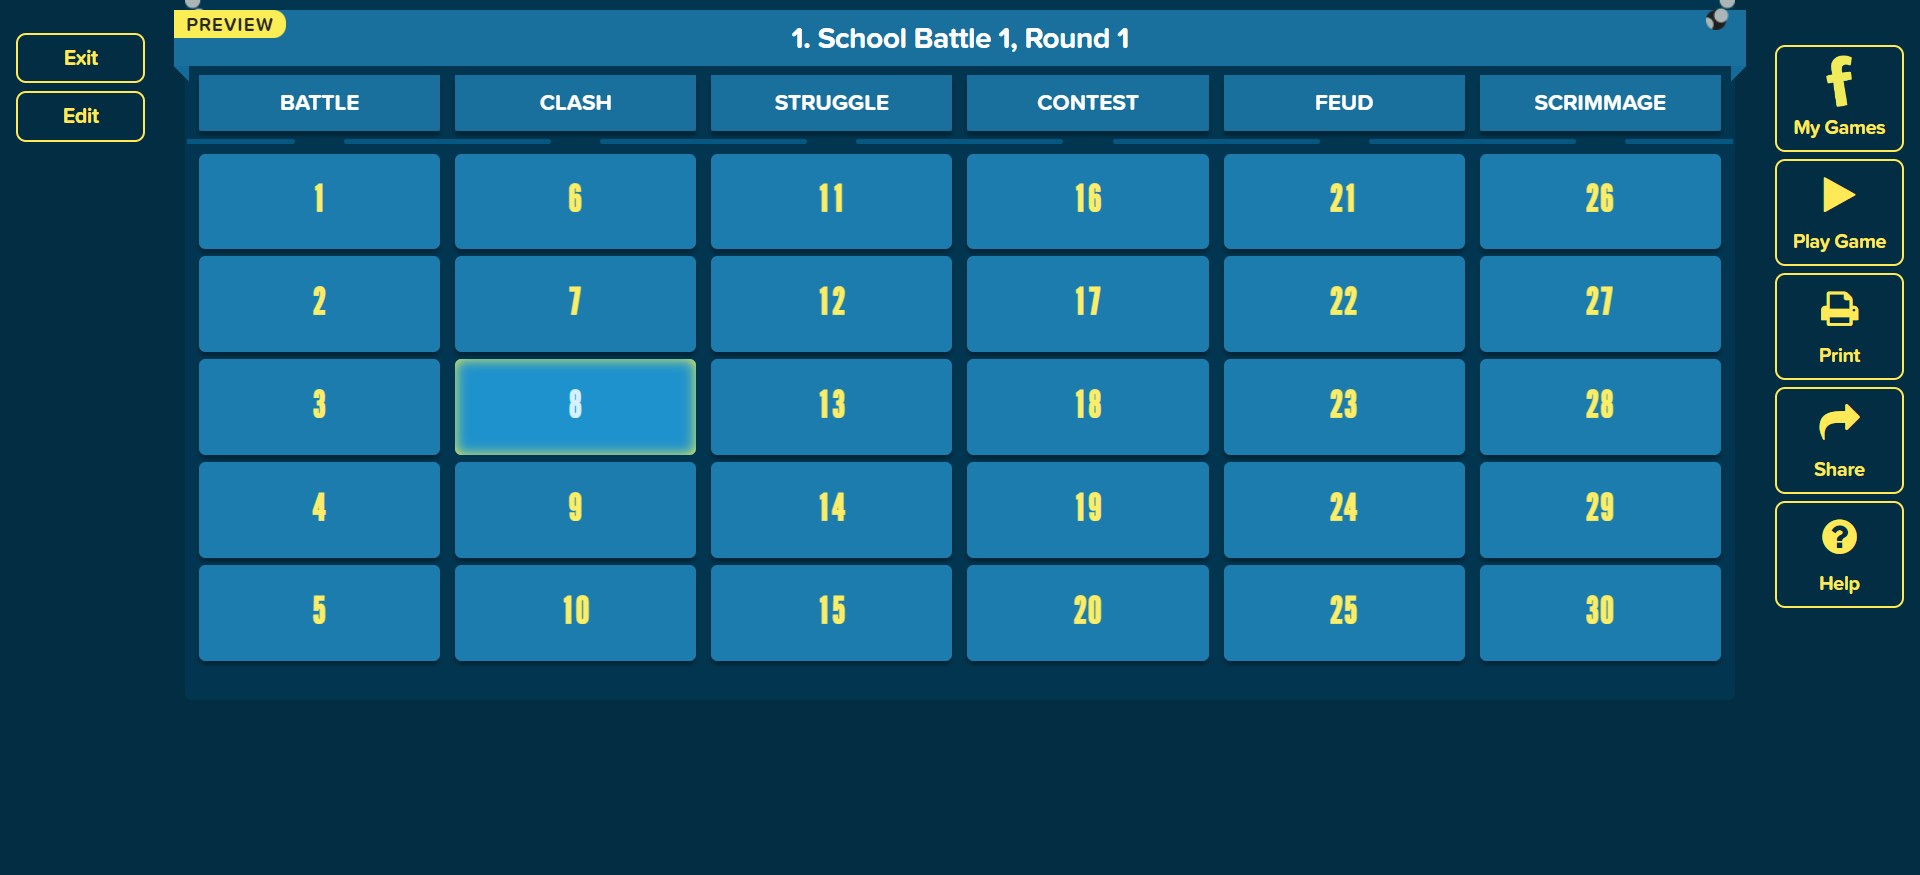 PREVIEW
1. School Battle 1, Round 1
Exit
Edit
BATTLE CLASH STRUGGLE CONTEST FEUD SCRIMMAGE
1 6 11 16 21 26
2 7 12 17 22 27
3 8 13 18 23 28
4 9 14 19 24 29
5 10 15 20 25 30
My Games
Play Game
Print
Share
Help